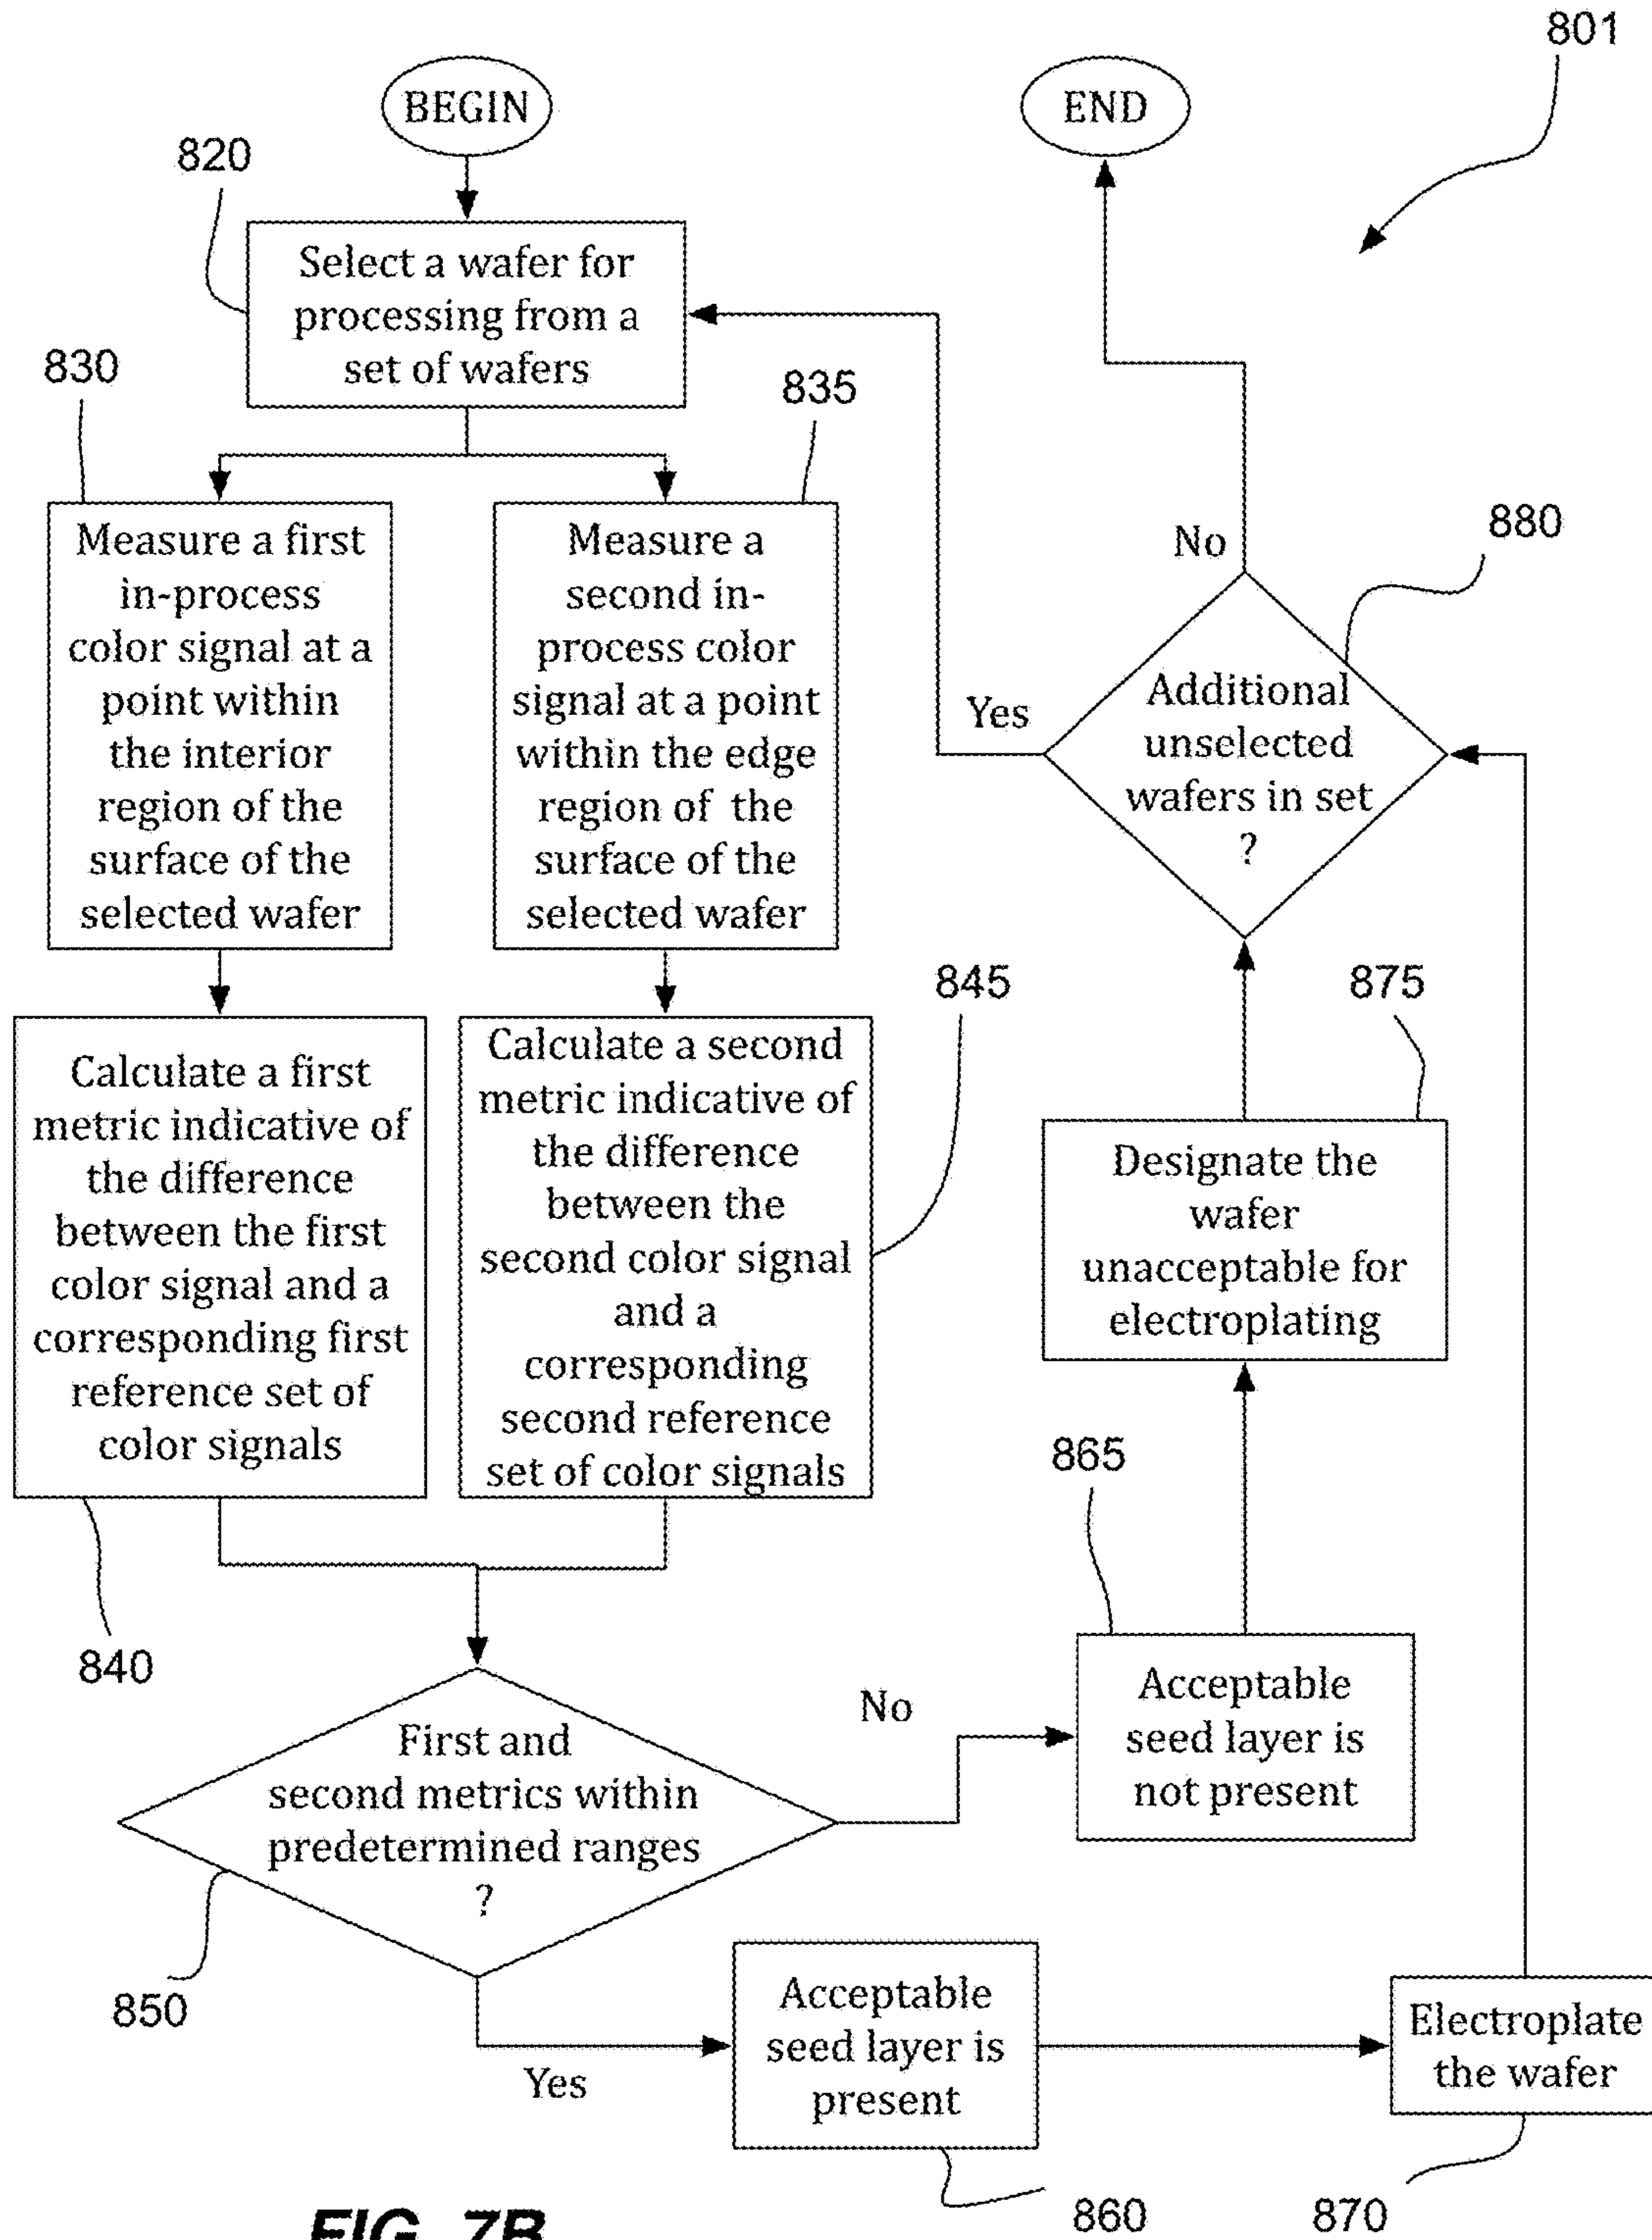 801
BEGIN
END
820
Select a wafer for
processing from a
set of wafers
830
835
Measure a first
in-process
color signal at a
point within
the interior
region of the
surface of the
selected wafer
Measure a
second in-
process color
signal at a point
within the edge
region of the
surface of the
selected wafer
No
880
Yes
Additional
unselected
wafers in set
?
845
875
Calculate a first
metric indicative of
the difference
between the first
color signal and a
corresponding first
reference set of
color signals
Calculate a second
metric indicative of
the difference
between the
second color signal
and a
corresponding
second reference
set of color signals
Designate the
wafer
unacceptable for
electroplating
865
840
First and
second metrics within
predetermined ranges
?
No
Acceptable
seed layer is
not present
850
Yes
Acceptable
seed layer is
present
Electroplate
the wafer
860
870
FIG. 7B